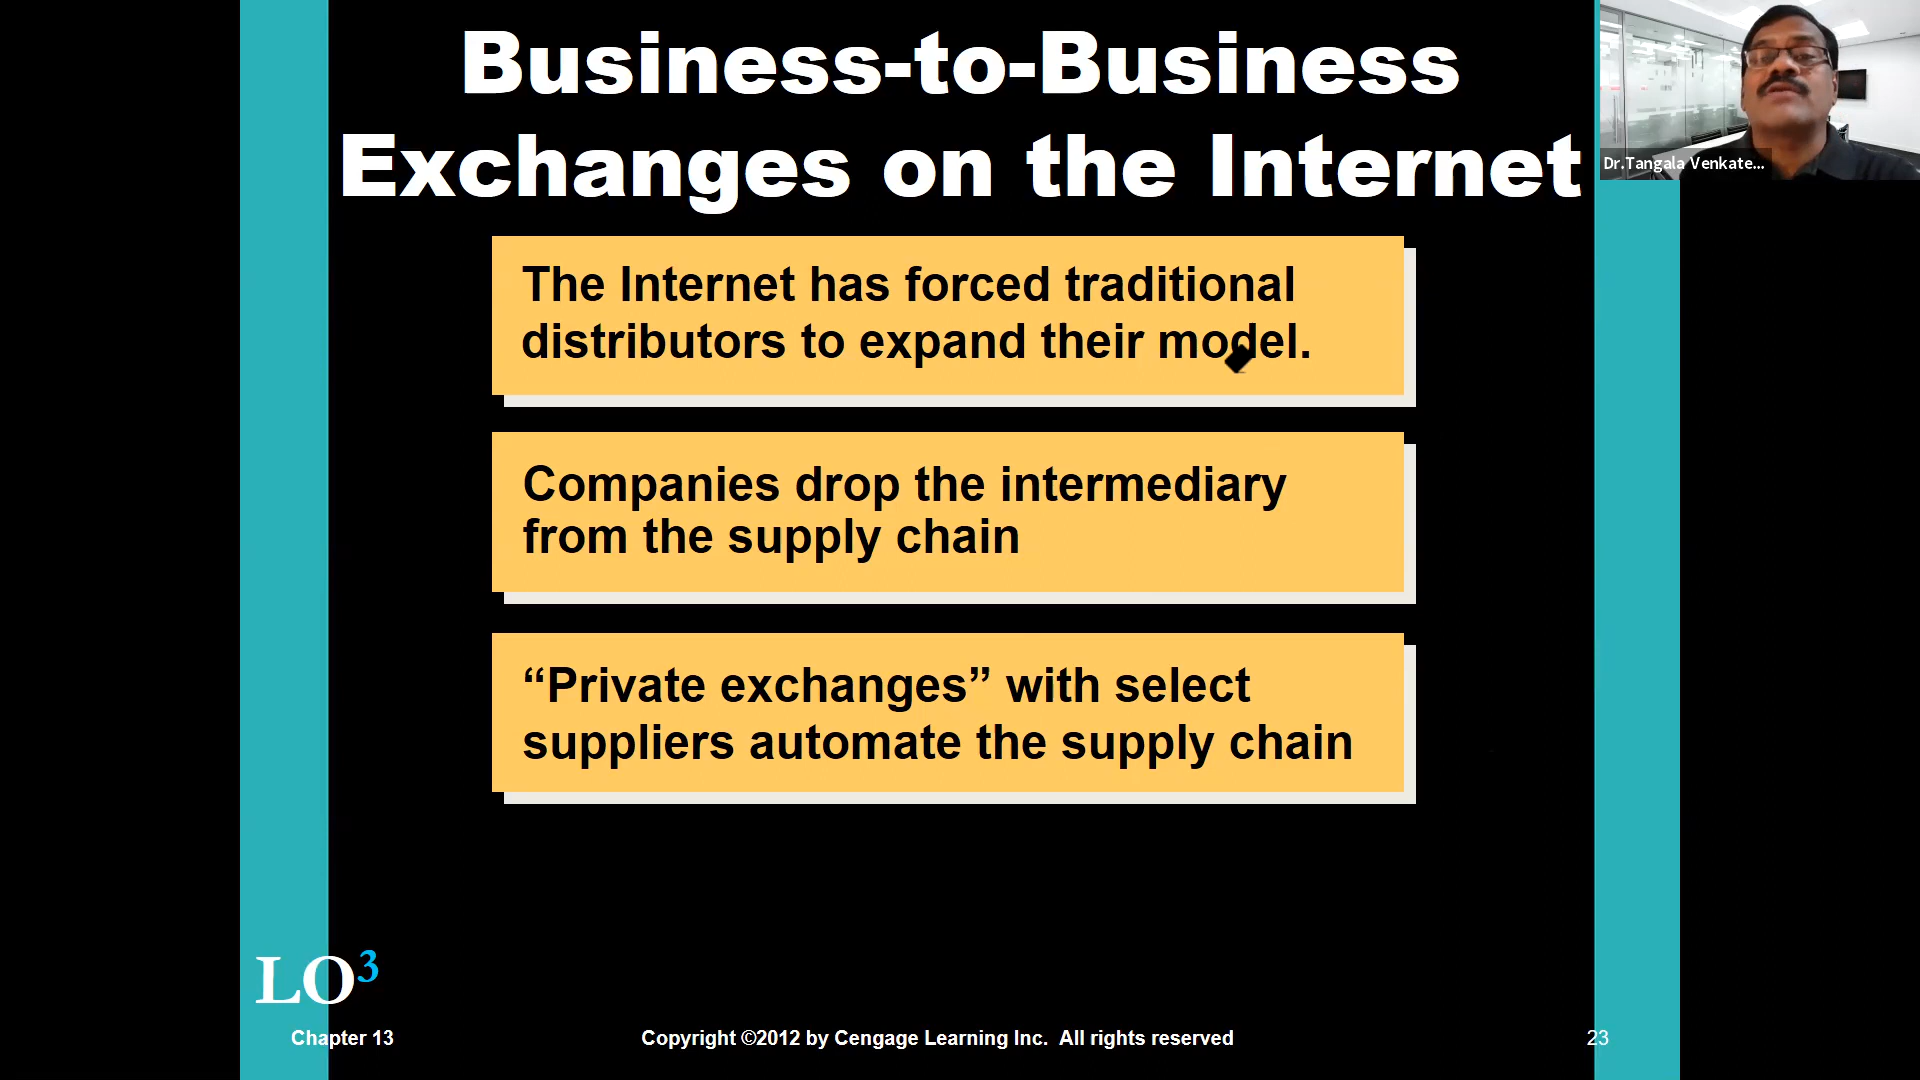 Business-to-Business
Exchanges on the Internet
Dr.Tangala Venkate...
The Internet has forced traditional
distributors to expand their model.
Companies drop the intermediary
from the supply chain
“Private exchanges” with select
suppliers automate the supply chain
LO3
Chapter 13
Copyright ©2012 by Cengage Learning Inc.  All rights reserved
23